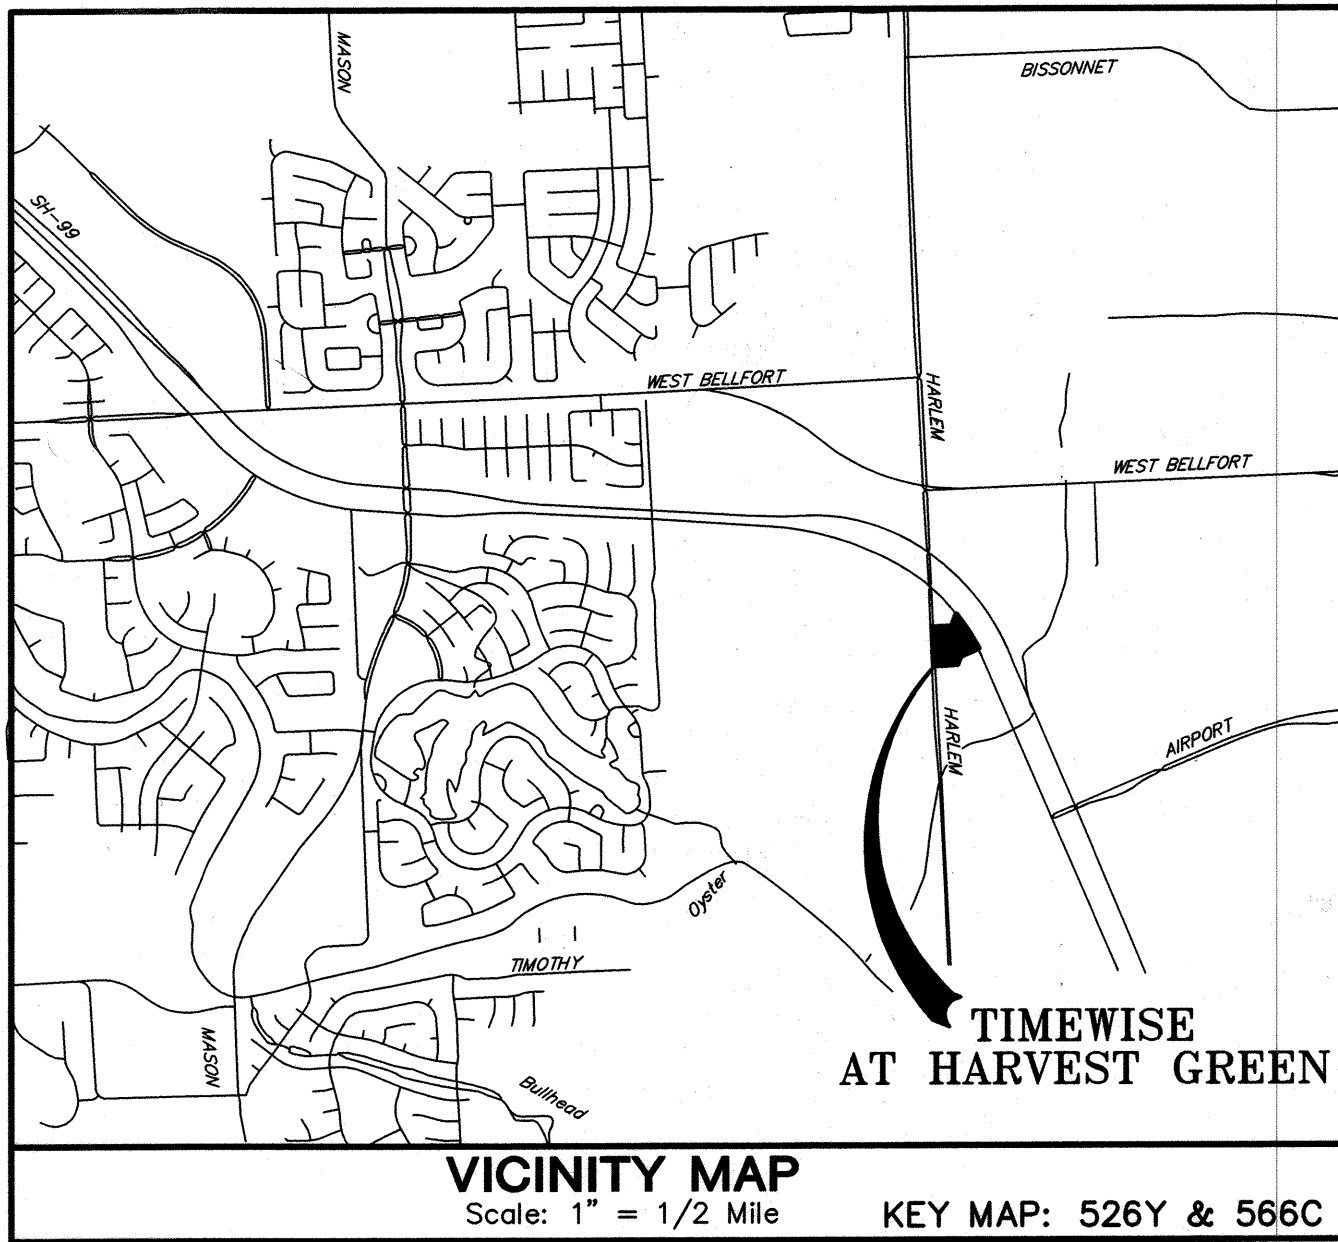 MASON
BISSONNET
SH-99
WEST BELLFORT
HARLEM
WEST BELLFORT
HARLEM
AIRPORT
Oyster
TIMOTHY
MASON
Bullhead
TIMEWISE
AT HARVEST GREEN
VICINITY MAP
Scale: 1" = 1/2 Mile
KEY MAP: 526Y & 566C